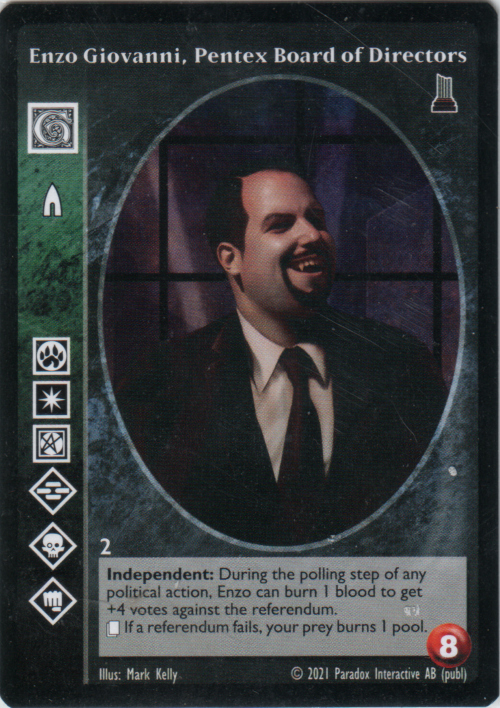 Enzo Giovanni, Pentex Board of Directors
2
Independent: During the polling step of any
political action, Enzo can burn 1 blood to get
+4 votes against the referendum.
If a referendum fails, your prey burns 1 pool.
8
Illus: Mark Kelly
© 2021 Paradox Interactive AB (publ)